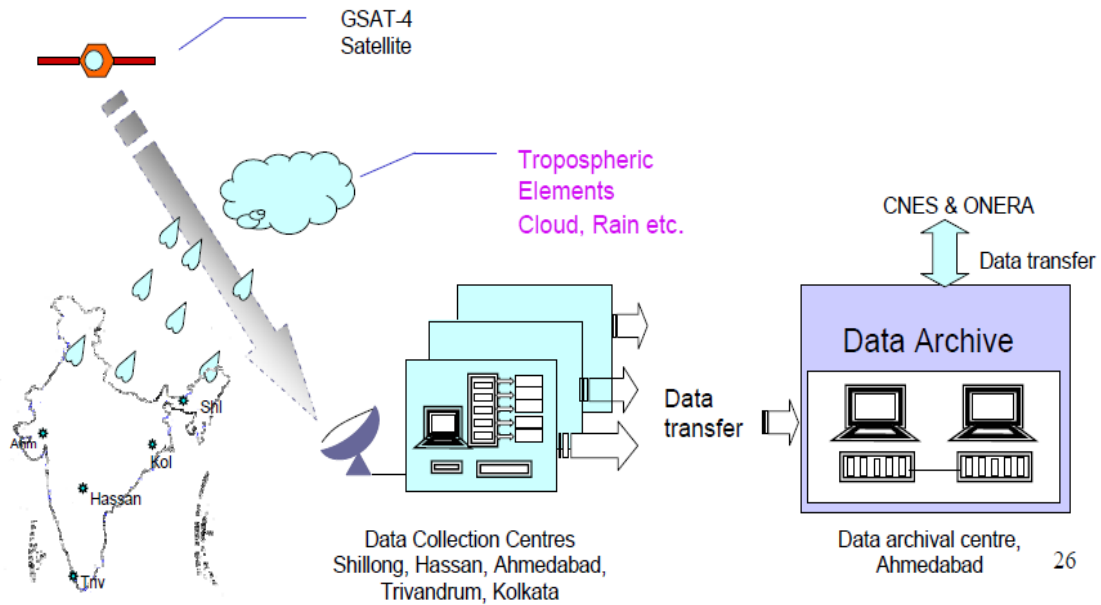 GSAT-4
Satellite
Tropospheric
Elements
Cloud, Rain etc.
CNES & ONERA
Data transfer
Data Archive
Data
transfer
Shl
Ahm
Kol
Hassan
Triv
Data Collection Centres
Shillong, Hassan, Ahmedabad,
Trivandrum, Kolkata
Data archival centre,
Ahmedabad
26